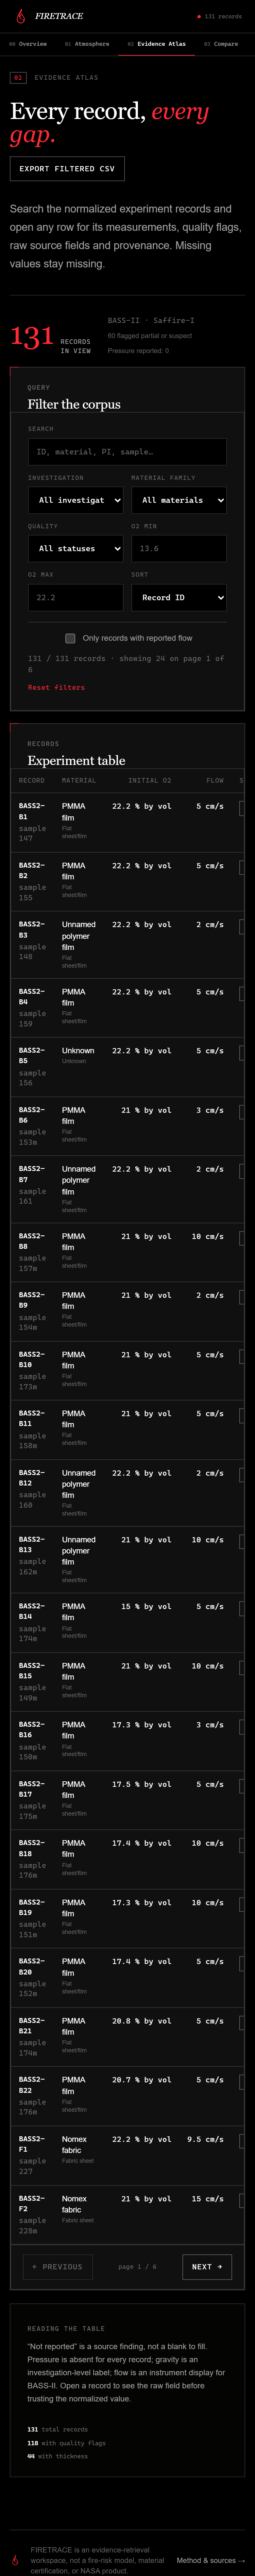 FIRETRACE
131 records
00 Overview
01 Atmosphere
02 Evidence Atlas
03 Compare
02 EVIDENCE ATLAS
Every record, every
gap.
EXPORT FILTERED CSV
Search the normalized experiment records and
open any row for its measurements, quality flags,
raw source fields and provenance. Missing
values stay missing.
131 RECORDS
IN VIEW
BASS-II · Saffire-I
60 flagged partial or suspect
Pressure reported: 0
QUERY
Filter the corpus
SEARCH
ID, material, PI, sample…
INVESTIGATION
MATERIAL FAMILY
All investigat
All materials
QUALITY
O2 MIN
All statuses
13.6
O2 MAX
SORT
22.2
Record ID
Only records with reported flow
131 / 131 records · showing 24 on page 1 of
6
Reset filters
RECORDS
Experiment table
RECORD MATERIAL INITIAL O2 FLOW S
BASS2-
B1
sample
147
PMMA
film
Flat
sheet/film
22.2 % by vol
5 cm/s
BASS2-
B2
sample
155
PMMA
film
Flat
sheet/film
22.2 % by vol
5 cm/s
BASS2-
B3
sample
148
Unnamed
polymer
film
Flat
sheet/film
22.2 % by vol
2 cm/s
BASS2-
B4
sample
159
PMMA
film
Flat
sheet/film
22.2 % by vol
5 cm/s
BASS2-
B5
sample
156
Unknown
Unknown
22.2 % by vol
5 cm/s
BASS2-
B6
sample
153m
PMMA
film
Flat
sheet/film
21 % by vol
3 cm/s
BASS2-
B7
sample
161
Unnamed
polymer
film
Flat
sheet/film
22.2 % by vol
2 cm/s
BASS2-
B8
sample
157m
PMMA
film
Flat
sheet/film
21 % by vol
10 cm/s
BASS2-
B9
sample
154m
PMMA
film
Flat
sheet/film
21 % by vol
2 cm/s
BASS2-
B10
sample
173m
PMMA
film
Flat
sheet/film
21 % by vol
5 cm/s
BASS2-
B11
sample
158m
PMMA
film
Flat
sheet/film
21 % by vol
5 cm/s
BASS2-
B12
sample
160
Unnamed
polymer
film
Flat
sheet/film
22.2 % by vol
2 cm/s
BASS2-
B13
sample
162m
Unnamed
polymer
film
Flat
sheet/film
21 % by vol
10 cm/s
BASS2-
B14
sample
174m
PMMA
film
Flat
sheet/film
15 % by vol
5 cm/s
BASS2-
B15
sample
149m
PMMA
film
Flat
sheet/film
21 % by vol
10 cm/s
BASS2-
B16
sample
150m
PMMA
film
Flat
sheet/film
17.3 % by vol
3 cm/s
BASS2-
B17
sample
175m
PMMA
film
Flat
sheet/film
17.5 % by vol
5 cm/s
BASS2-
B18
sample
176m
PMMA
film
Flat
sheet/film
17.4 % by vol
10 cm/s
BASS2-
B19
sample
151m
PMMA
film
Flat
sheet/film
17.3 % by vol
10 cm/s
BASS2-
B20
sample
152m
PMMA
film
Flat
sheet/film
17.4 % by vol
5 cm/s
BASS2-
B21
sample
174m
PMMA
film
Flat
sheet/film
20.8 % by vol
5 cm/s
BASS2-
B22
sample
176m
PMMA
film
Flat
sheet/film
20.7 % by vol
5 cm/s
BASS2-
F1
sample
227
Nomex
fabric
Fabric sheet
22.2 % by vol
9.5 cm/s
BASS2-
F2
sample
228m
Nomex
fabric
Fabric sheet
21 % by vol
15 cm/s
← PREVIOUS
page 1 / 6
NEXT →
READING THE TABLE
“Not reported” is a source finding, not a blank to fill.
Pressure is absent for every record; gravity is an
investigation-level label; flow is an instrument display for
BASS-II. Open a record to see the raw field before
trusting the normalized value.
131 total records
118 with quality flags
44 with thickness
FIRETRACE is an evidence-retrieval
workspace, not a fire-risk model, material
certification, or NASA product.
Method & sources →